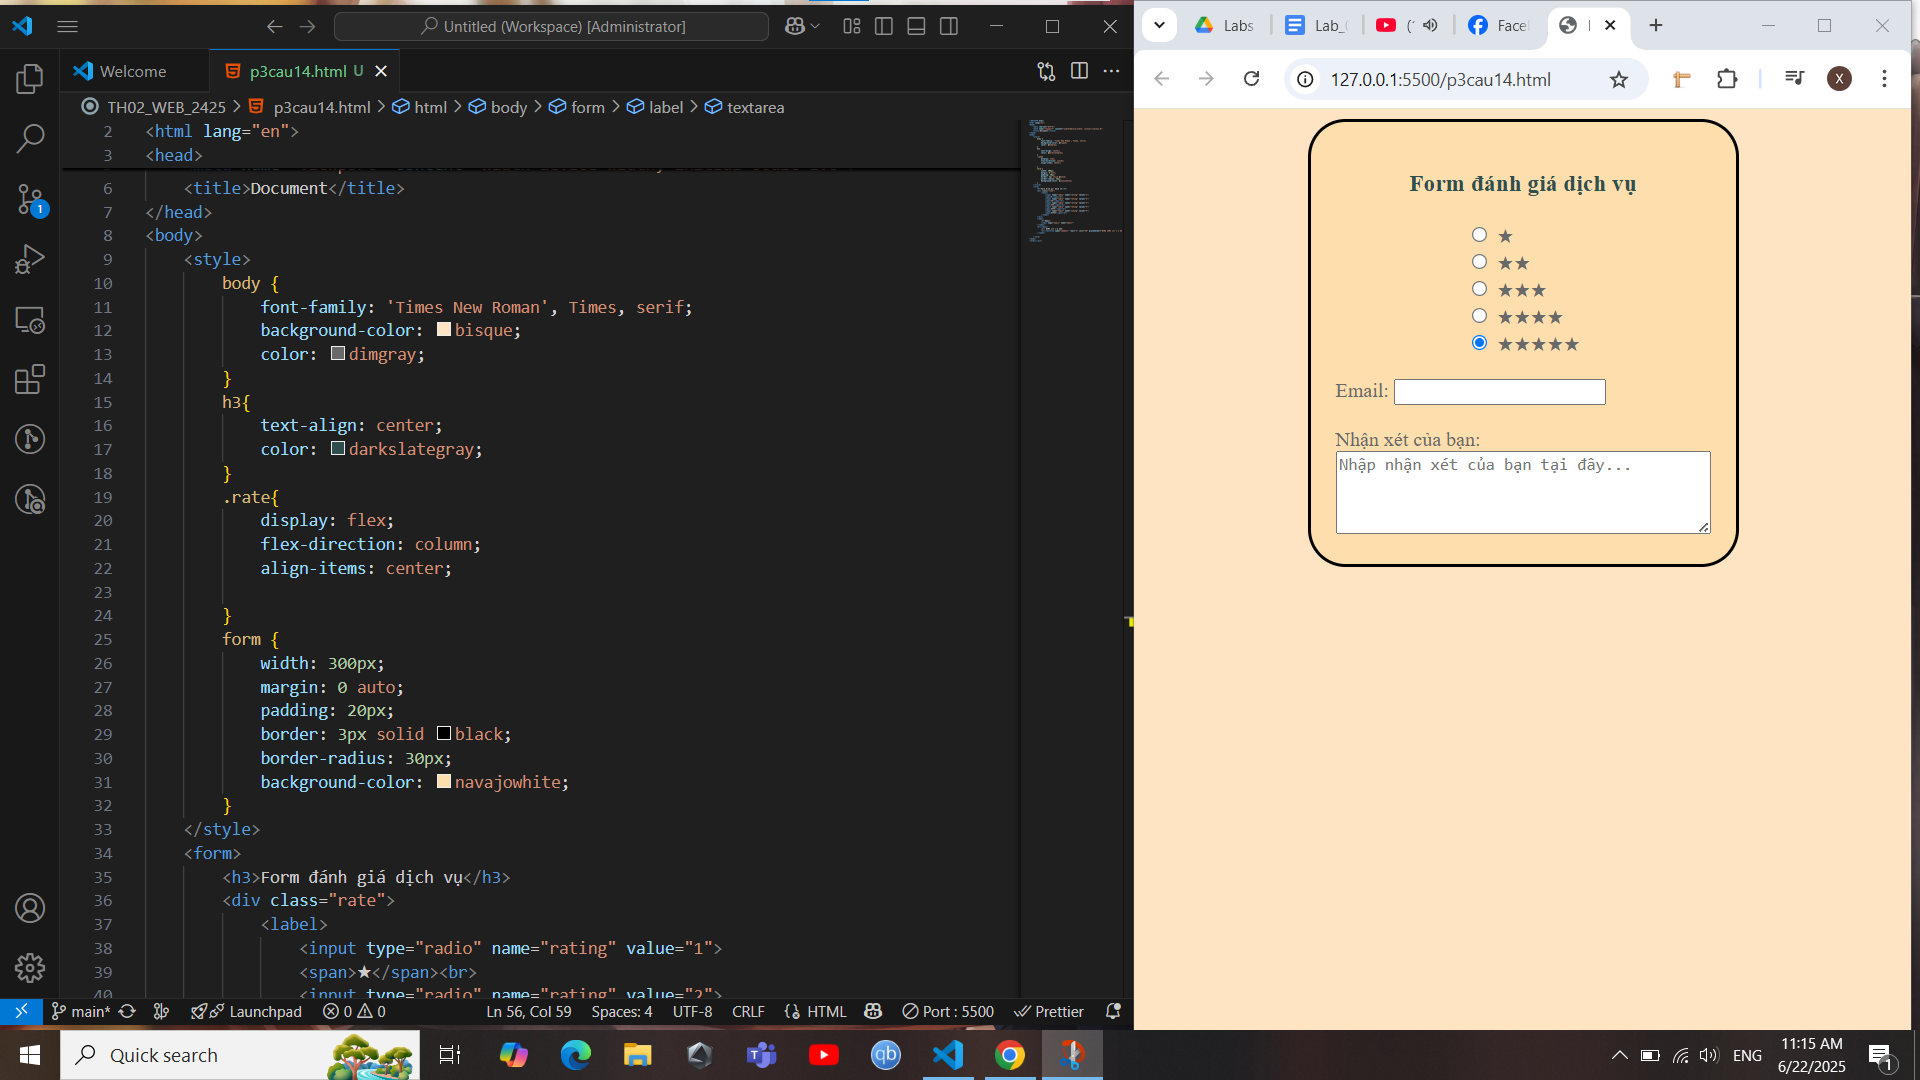 Untitled (Workspace) [Administrator]
Welcome
p3cau14.html U
TH02_WEB_2425 > p3cau14.html > html > body > form > label > textarea
2 <html lang="en">
3 <head>
6 <title>Document</title>
7 </head>
8 <body>
9 <style>
10 body {
11 font-family: 'Times New Roman', Times, serif;
12 background-color: bisque;
13 color: dimgray;
14 }
15 h3{
16 text-align: center;
17 color: darkslategray;
18 }
19 .rate{
20 display: flex;
21 flex-direction: column;
22 align-items: center;
23
24 }
25 form {
26 width: 300px;
27 margin: 0 auto;
28 padding: 20px;
29 border: 3px solid black;
30 border-radius: 30px;
31 background-color: navajowhite;
32 }
33 </style>
34 <form>
35 <h3>Form đánh giá dịch vụ</h3>
36 <div class="rate">
37 <label>
38 <input type="radio" name="rating" value="1">
39 <span>★</span><br>
40 <input type="radio" name="rating" value="2">
1
main* Launchpad 0 0 Ln 56, Col 59 Spaces: 4 UTF-8 CRLF HTML Port : 5500 Prettier
Labs
Lab_
(
Face
127.0.0.1:5500/p3cau14.html
X
Form đánh giá dịch vụ
★
★★
★★★
★★★★
★★★★★
Email:
Nhận xét của bạn:
Nhập nhận xét của bạn tại đây...
Quick search
qb
ENG
11:15 AM
6/22/2025
1